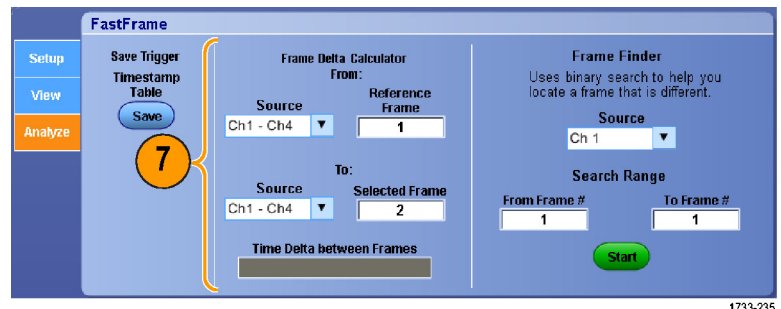 FastFrame
Setup
View
Analyze
Save Trigger
Timestamp
Table
Save
7
Frame Delta Calculator
From:
Source
Ch1 - Ch4
Reference
Frame
1
To:
Source
Ch1 - Ch4
Selected Frame
2
Time Delta between Frames
Frame Finder
Uses binary search to help you
locate a frame that is different.
Source
Ch 1
Search Range
From Frame #
1
To Frame #
1
Start
1733-235